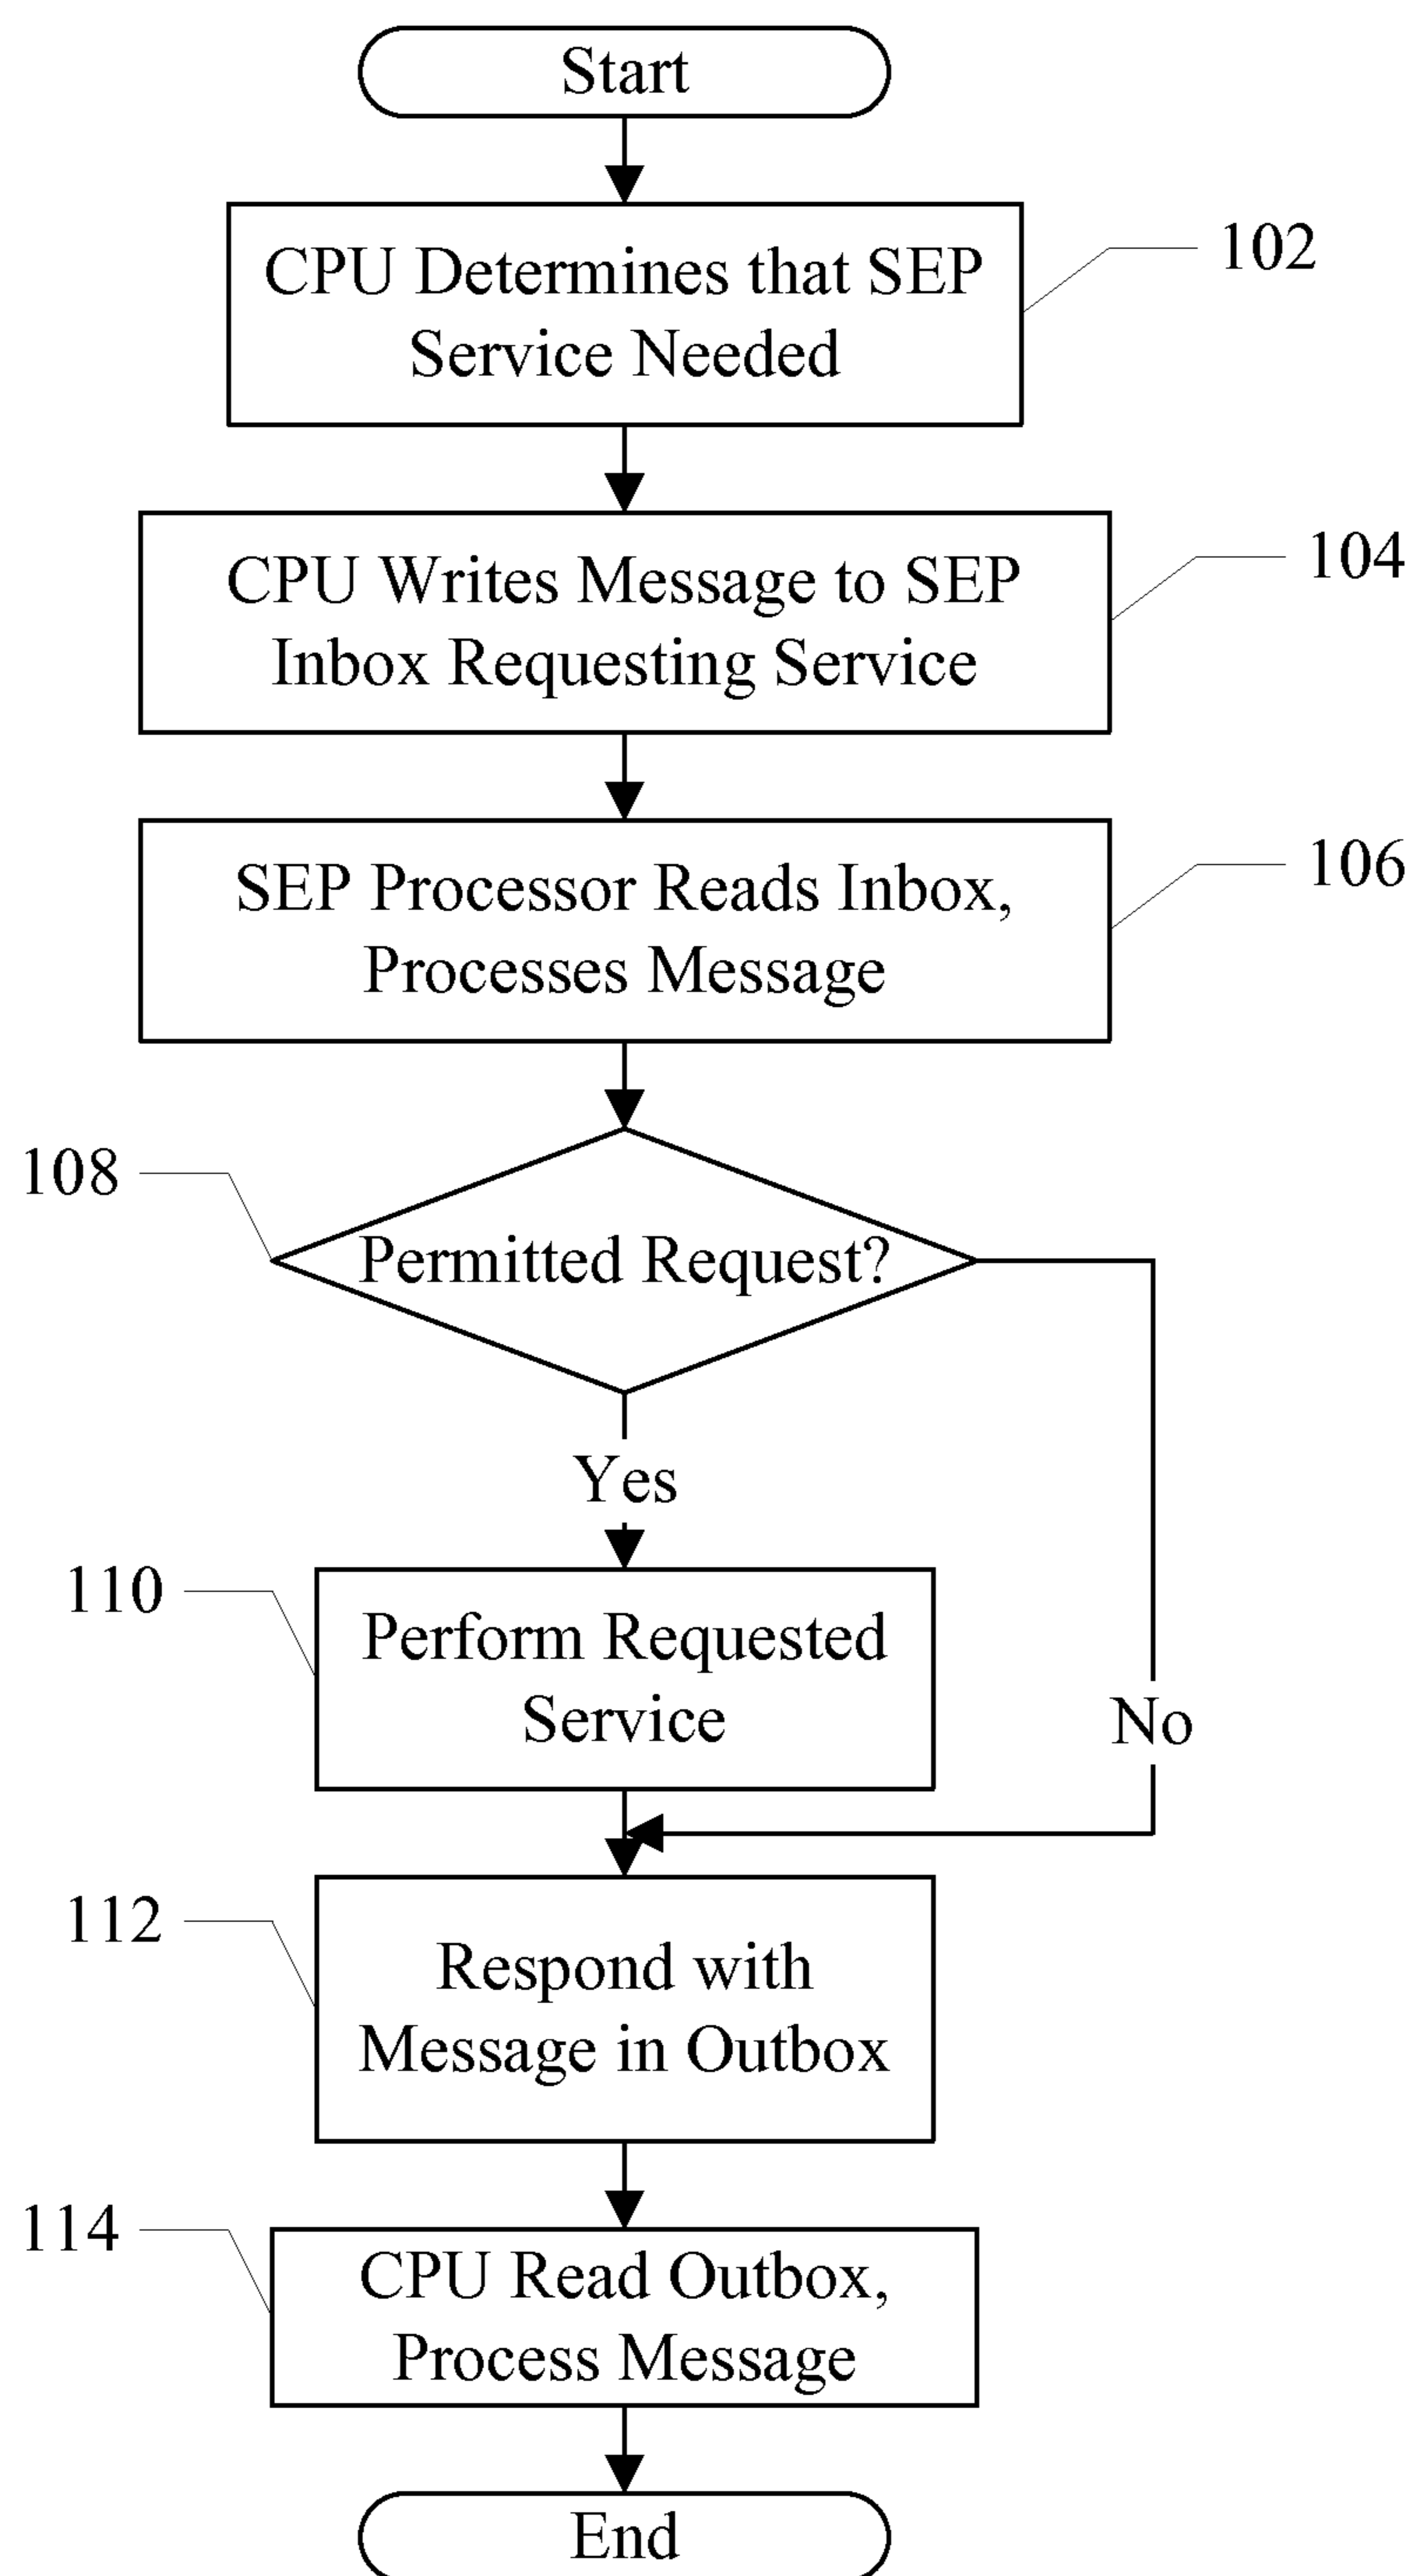 Start
CPU Determines that SEP
Service Needed
102
CPU Writes Message to SEP
Inbox Requesting Service
104
SEP Processor Reads Inbox,
Processes Message
106
108
Permitted Request?
Yes
110
Perform Requested
Service
No
112
Respond with
Message in Outbox
114
CPU Read Outbox,
Process Message
End